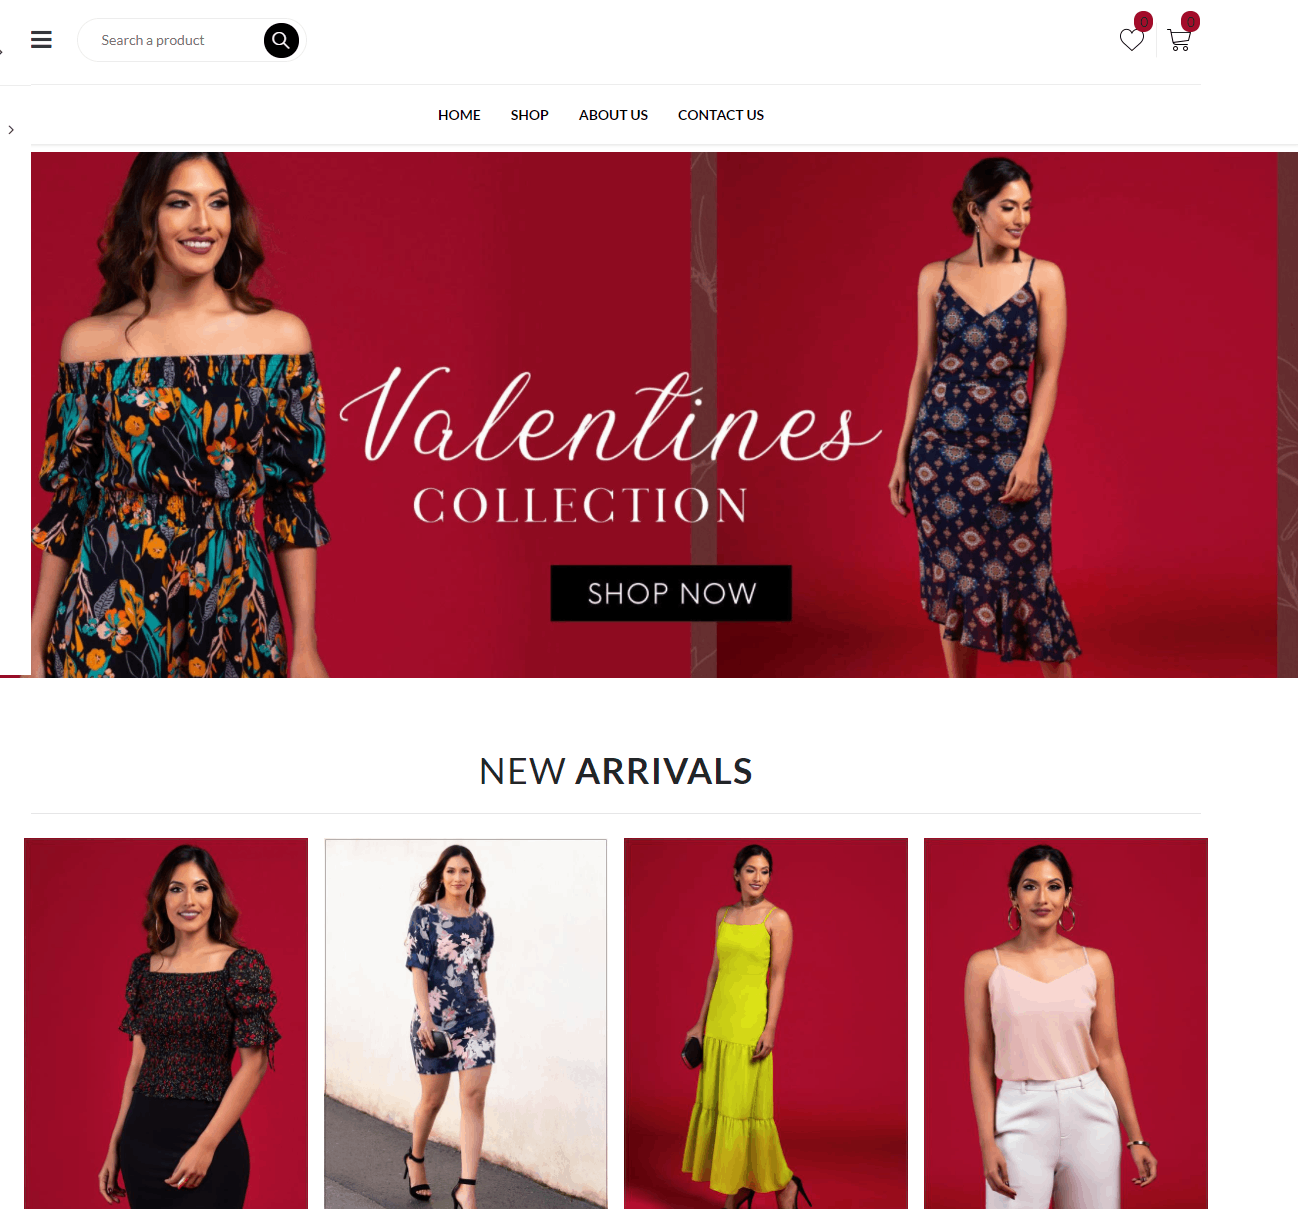 Search a product
0
0
HOME SHOP ABOUT US CONTACT US
Valentines
COLLECTION
SHOP NOW
NEW ARRIVALS